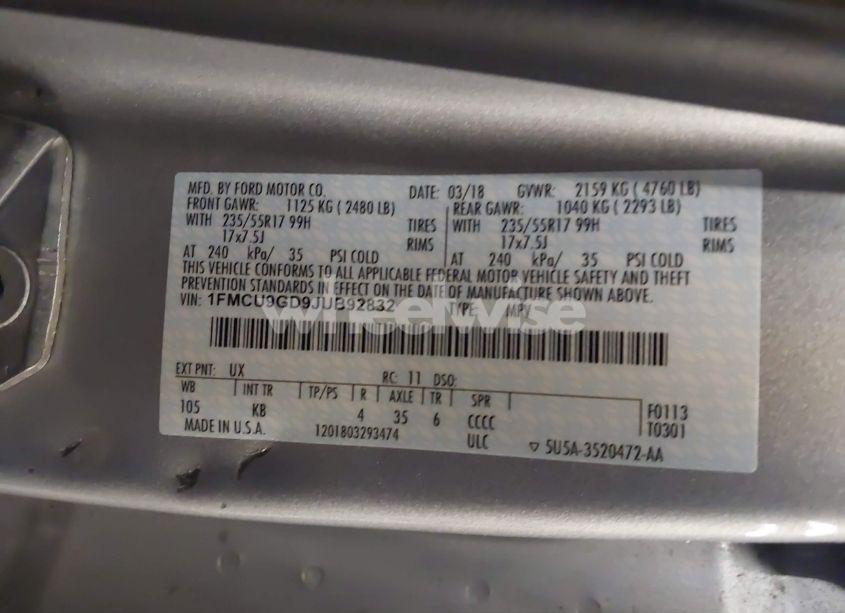 MFD. BY FORD MOTOR CO. DATE: 03/18 GVWR: 2159 KG ( 4760 LB)
FRONT GAWR: 1125 KG ( 2480 LB) REAR GAWR: 1040 KG ( 2293 LB)
WITH 235/55R17 99H TIRES WITH 235/55R17 99H TIRES
17x7.5J RIMS 17x7.5J RIMS
AT 240 kPa/ 35 PSI COLD AT 240 kPa/ 35 PSI COLD
THIS VEHICLE CONFORMS TO ALL APPLICABLE FEDERAL MOTOR VEHICLE SAFETY AND THEFT
PREVENTION STANDARDS IN EFFECT ON THE DATE OF MANUFACTURE SHOWN ABOVE.
VIN: 1FMCU9GD9JUB92832 TYPE: MPV
wheelwise
EXT PNT: UX RC: 11 DSO:
WB INT TR TP/PS R AXLE TR SPR
105 KB 4 35 6 CCCC F0113
MADE IN U.S.A. 1201803293474 ULC T0301
5U5A-3520472-AA